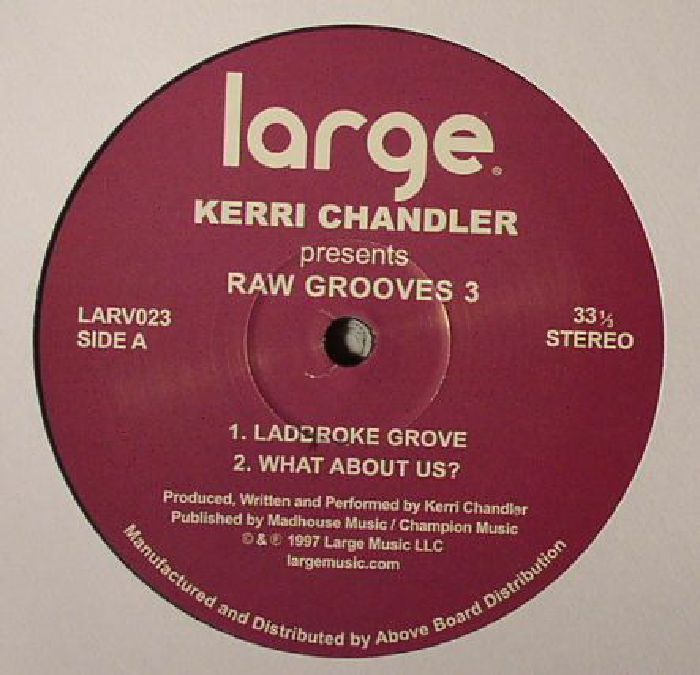 large®
KERRI CHANDLER
presents
RAW GROOVES 3
LARV023
SIDE A
33⅓
STEREO
1. LADBROKE GROVE
2. WHAT ABOUT US?
Produced, Written and Performed by Kerri Chandler
Published by Madhouse Music / Champion Music
© & ℗ 1997 Large Music LLC
largemusic.com
Manufactured and Distributed by Above Board Distribution